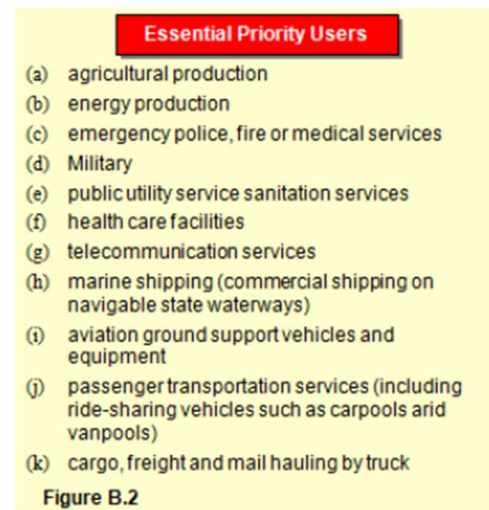 Essential Priority Users
(a) agricultural production
(b) energy production
(c) emergency police, fire or medical services
(d) Military
(e) public utility service sanitation services
(f) health care facilities
(g) telecommunication services
(h) marine shipping (commercial shipping on
navigable state waterways)
(i) aviation ground support vehicles and
equipment
(j) passenger transportation services (including
ride-sharing vehicles such as carpools arid
vanpools)
(k) cargo, freight and mail hauling by truck
Figure B.2